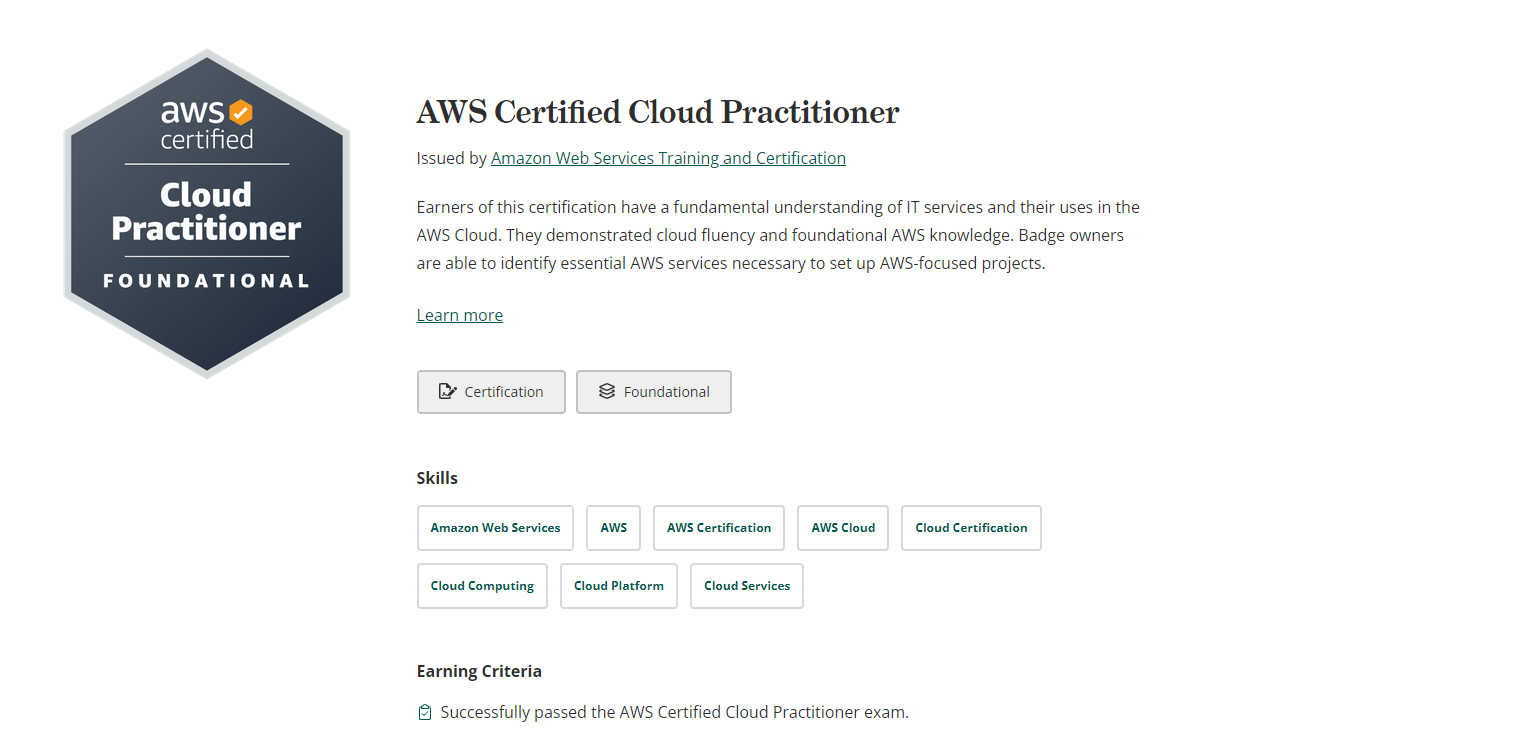 aws
certified
Cloud
Practitioner
FOUNDATIONAL
AWS Certified Cloud Practitioner
Issued by Amazon Web Services Training and Certification
Earners of this certification have a fundamental understanding of IT services and their uses in the
AWS Cloud. They demonstrated cloud fluency and foundational AWS knowledge. Badge owners
are able to identify essential AWS services necessary to set up AWS-focused projects.
Learn more
Certification Foundational
Skills
Amazon Web Services AWS AWS Certification AWS Cloud Cloud Certification
Cloud Computing Cloud Platform Cloud Services
Earning Criteria
Successfully passed the AWS Certified Cloud Practitioner exam.